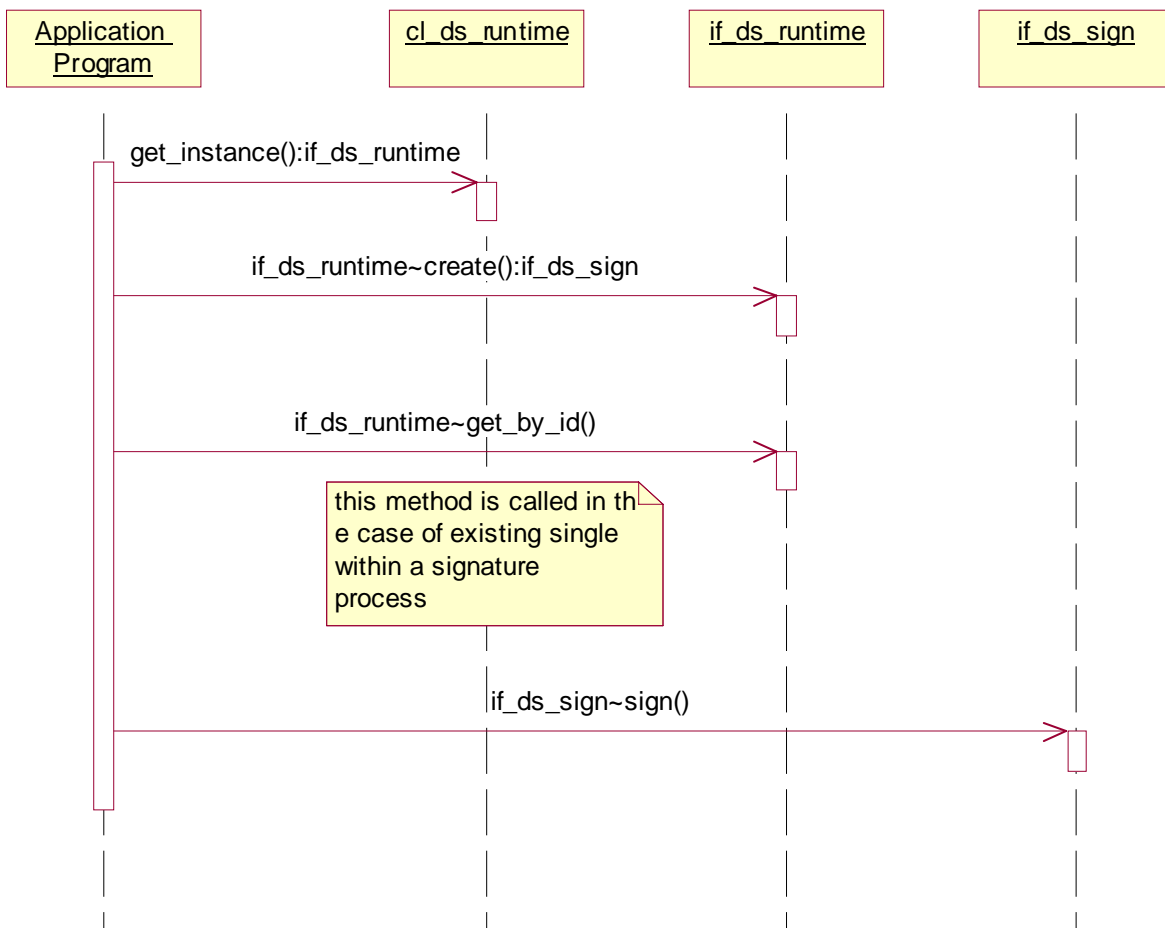 Application
Program
cl_ds_runtime
if_ds_runtime
if_ds_sign
get_instance():if_ds_runtime
if_ds_runtime~create():if_ds_sign
if_ds_runtime~get_by_id()
this method is called in th
e case of existing single
within a signature
process
if_ds_sign~sign()